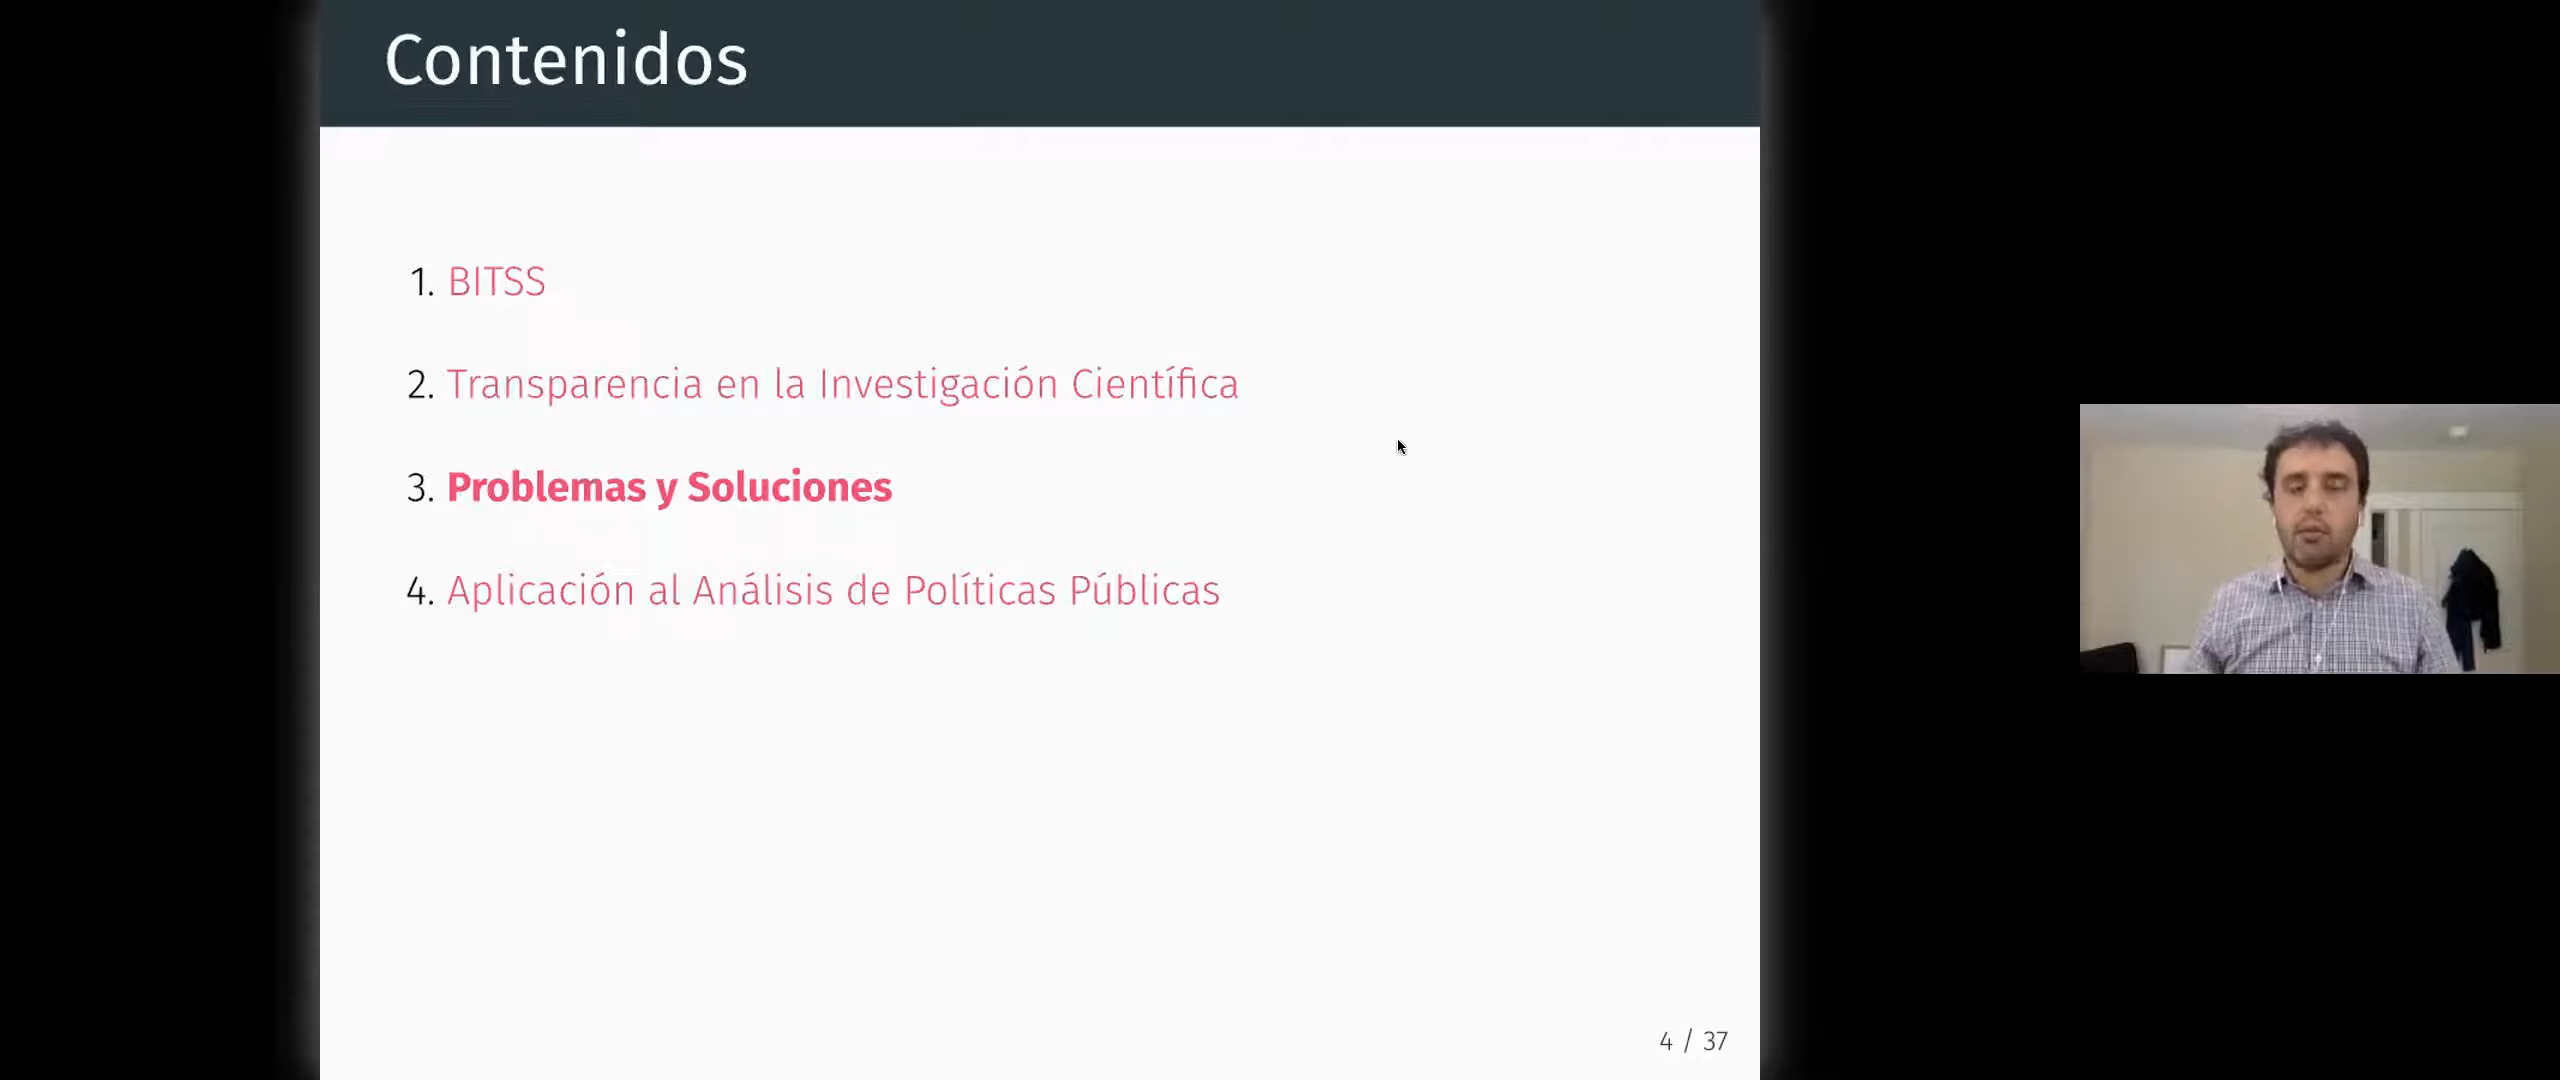 Contenidos
1. BITSS
2. Transparencia en la Investigación Científica
3. Problemas y Soluciones
4. Aplicación al Análisis de Políticas Públicas
4 / 37